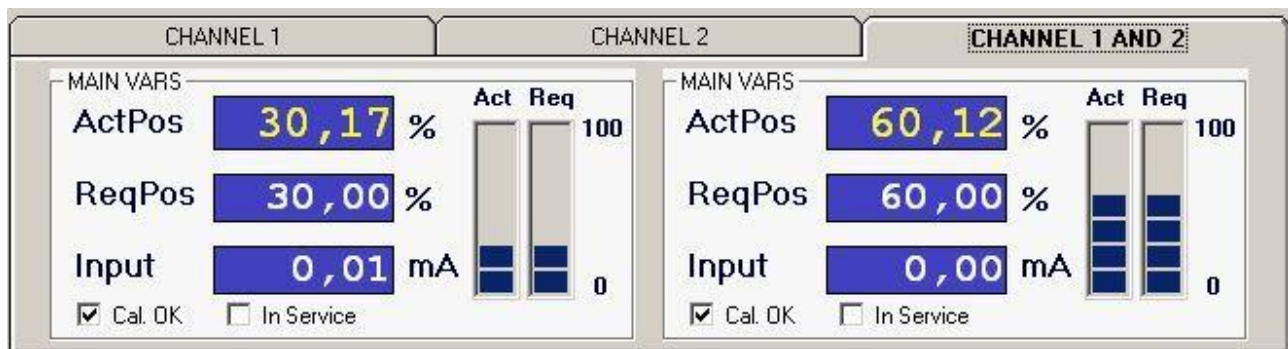 CHANNEL 1 CHANNEL 2 CHANNEL 1 AND 2
MAIN VARS
ActPos 30,17 %
ReqPos 30,00 %
Input 0,01 mA
Act Req
100
0
Cal. OK In Service
MAIN VARS
ActPos 60,12 %
ReqPos 60,00 %
Input 0,00 mA
Act Req
100
0
Cal. OK In Service